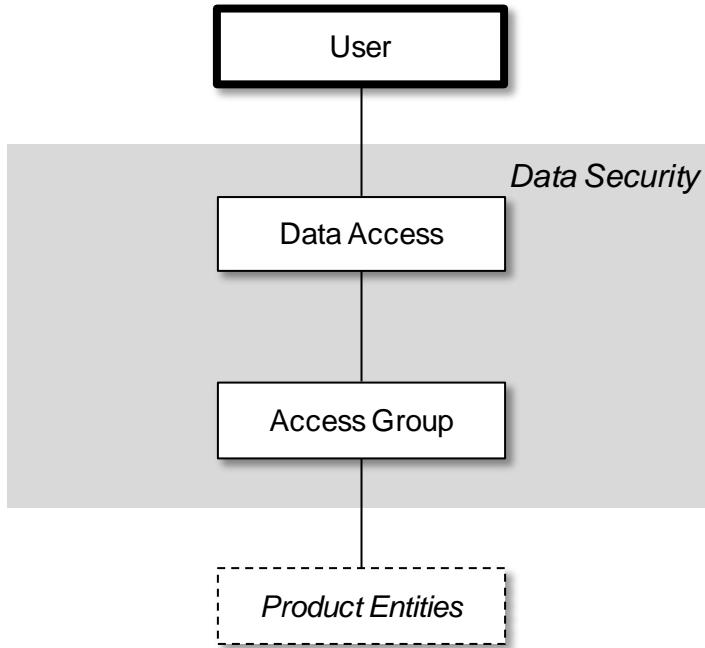 User
Data Security
Data Access
Access Group
Product Entities